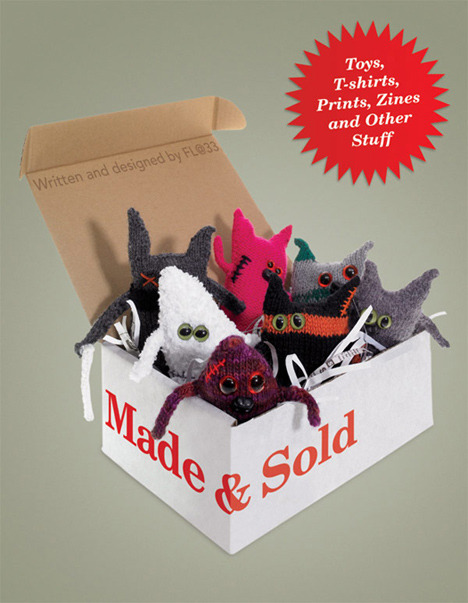 Toys,
T-shirts,
Prints, Zines
and Other
Stuff
Written and designed by FL@33
Made & Sold